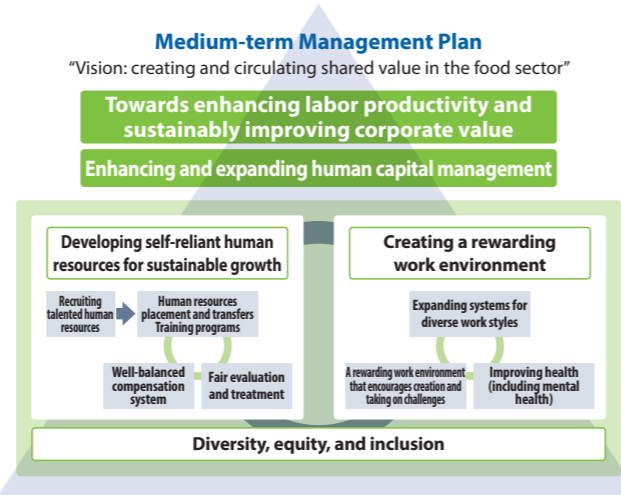 Medium-term Management Plan
“Vision: creating and circulating shared value in the food sector”
Towards enhancing labor productivity and
sustainably improving corporate value
Enhancing and expanding human capital management
Developing self-reliant human
resources for sustainable growth
Recruiting
talented human
resources
Human resources
placement and transfers
Training programs
Well-balanced
compensation
system
Fair evaluation
and treatment
Creating a rewarding
work environment
Expanding systems for
diverse work styles
A rewarding work environment
that encourages creation and
taking on challenges
Improving health
(including mental
health)
Diversity, equity, and inclusion